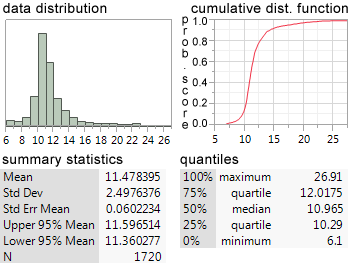 data distribution
6 8 10 12 14 16 18 20 22 24 26
cumulative dist. function
prob. score
1.0
0.8
0.6
0.4
0.2
0.0
5 10 15 20 25
summary statistics
Mean 11.478395
Std Dev 2.4976376
Std Err Mean 0.0602234
Upper 95% Mean 11.596514
Lower 95% Mean 11.360277
N 1720
quantiles
100% maximum 26.91
75% quartile 12.0175
50% median 10.965
25% quartile 10.29
0% minimum 6.1